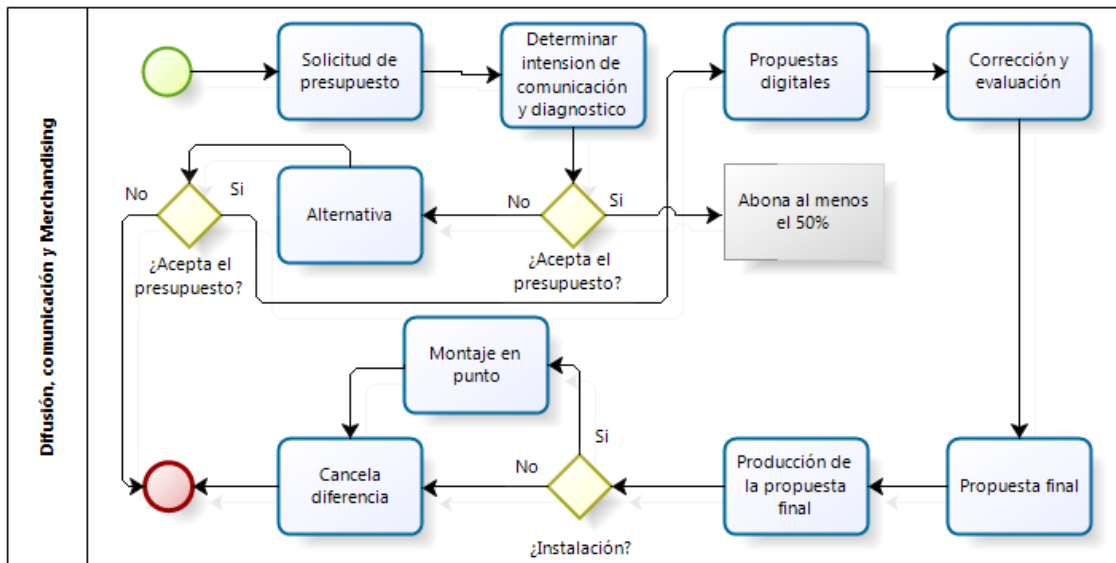 Difusión, comunicación y Merchandising
Solicitud de
presupuesto
Determinar
intension de
comunicación
y diagnostico
Propuestas
digitales
Corrección y
evaluación
No
Si
Alternativa
No
Si
Abona al menos
el 50%
¿Acepta el
presupuesto?
¿Acepta el
presupuesto?
Montaje en
punto
Si
No
Cancela
diferencia
Producción de
la propuesta
final
Propuesta final
¿Instalación?